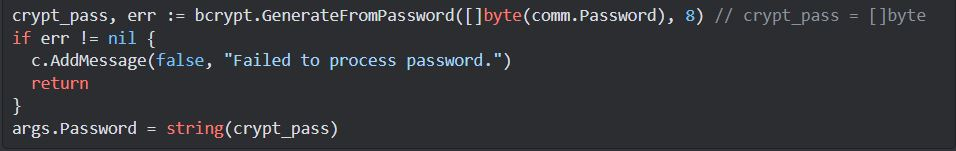 crypt_pass, err := bcrypt.GenerateFromPassword([]byte(comm.Password), 8) // crypt_pass = []byte
if err != nil {
  c.AddMessage(false, "Failed to process password.")
  return
}
args.Password = string(crypt_pass)